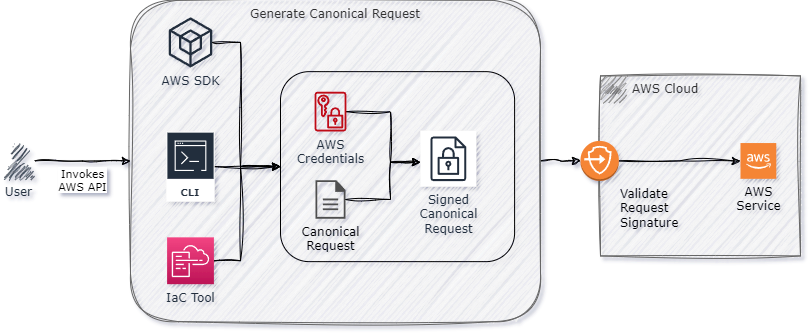 Generate Canonical Request
AWS SDK
AWS Cloud
AWS
Credentials
aws
User
Invokes
AWS API
CLI
Signed
Canonical
Request
Validate
Request
Signature
AWS
Service
Canonical
Request
IaC Tool